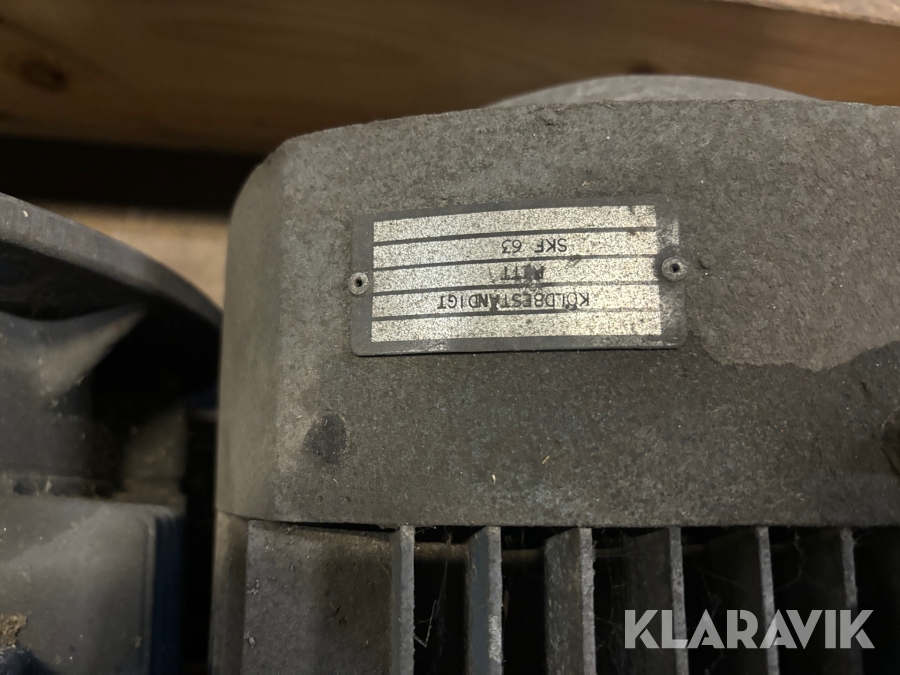 KÖLDBESTÄNDIGT
FETT
SKF 63
KLARAVIK